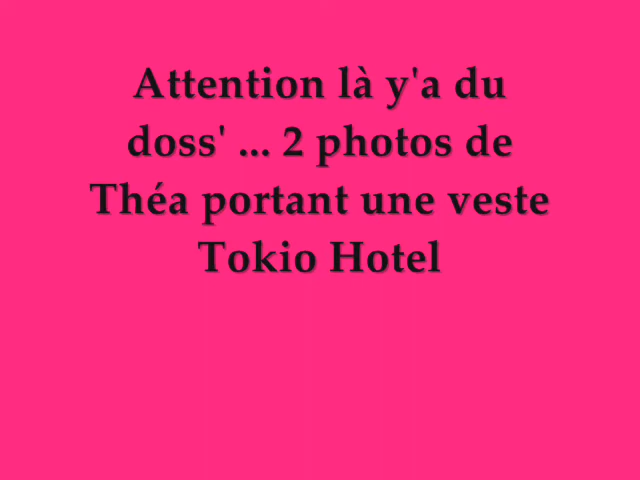 Attention là y'a du
doss' ... 2 photos de
Théa portant une veste
Tokio Hotel